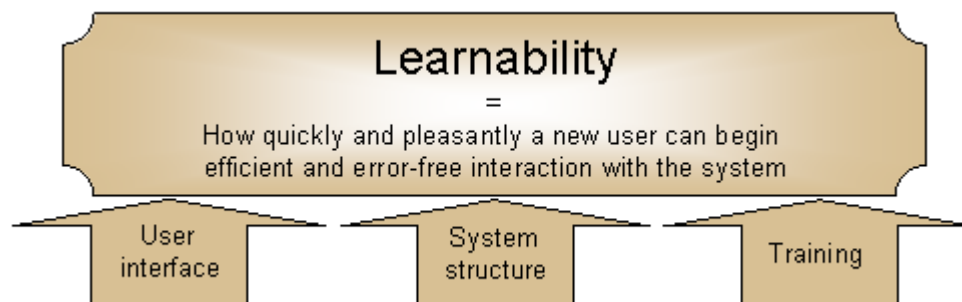 Learnability
=
How quickly and pleasantly a new user can begin
efficient and error-free interaction with the system
User
interface
System
structure
Training